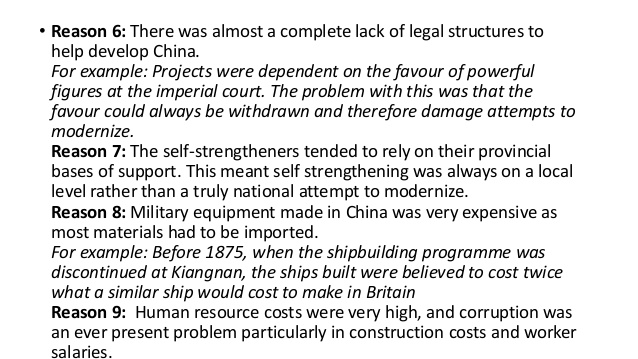 • Reason 6: There was almost a complete lack of legal structures to
help develop China.
For example: Projects were dependent on the favour of powerful
figures at the imperial court. The problem with this was that the
favour could always be withdrawn and therefore damage attempts to
modernize.
Reason 7: The self-strengtheners tended to rely on their provincial
bases of support. This meant self strengthening was always on a local
level rather than a truly national attempt to modernize.
Reason 8: Military equipment made in China was very expensive as
most materials had to be imported.
For example: Before 1875, when the shipbuilding programme was
discontinued at Kiangnan, the ships built were believed to cost twice
what a similar ship would cost to make in Britain
Reason 9:  Human resource costs were very high, and corruption was
an ever present problem particularly in construction costs and worker
salaries.